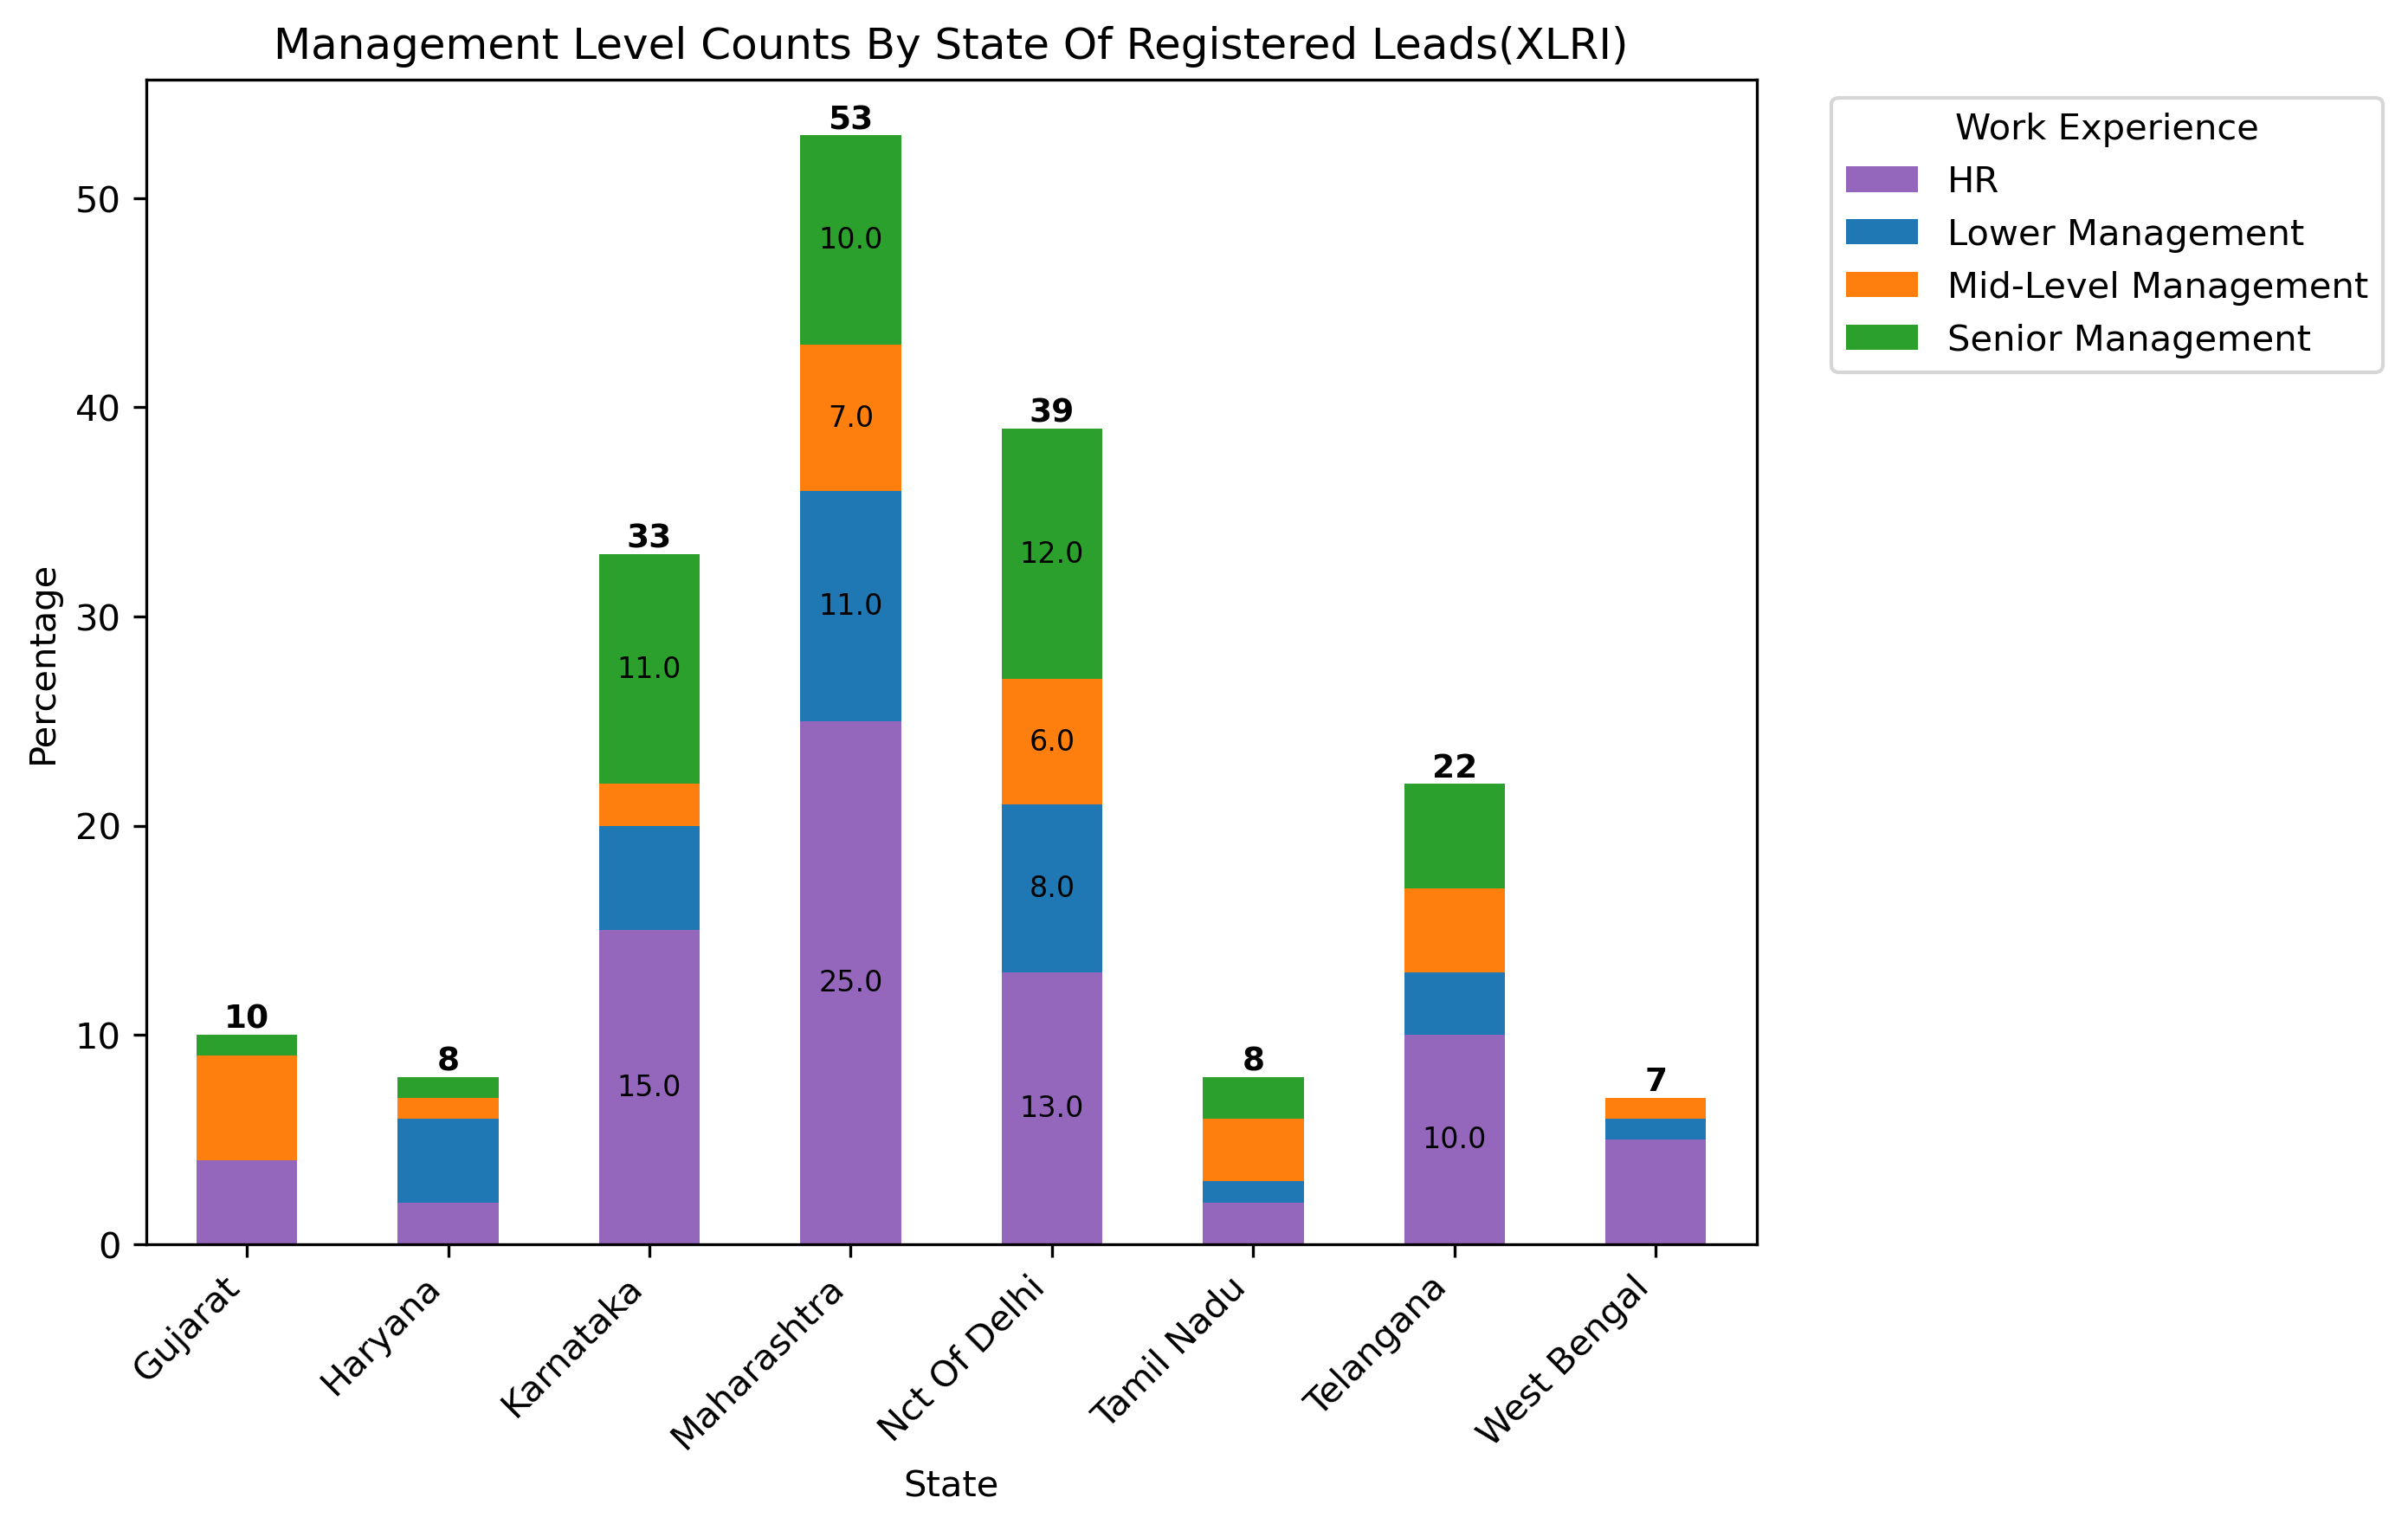 Management Level Counts By State Of Registered Leads(XLRI)
Work Experience
HR
Lower Management
Mid-Level Management
Senior Management
Percentage
50
40
30
20
10
0
10
8
33
11.0
15.0
53
10.0
7.0
11.0
25.0
39
12.0
6.0
8.0
13.0
8
22
10.0
7
Gujarat
Haryana
Karnataka
Maharashtra
Nct Of Delhi
Tamil Nadu
Telangana
West Bengal
State